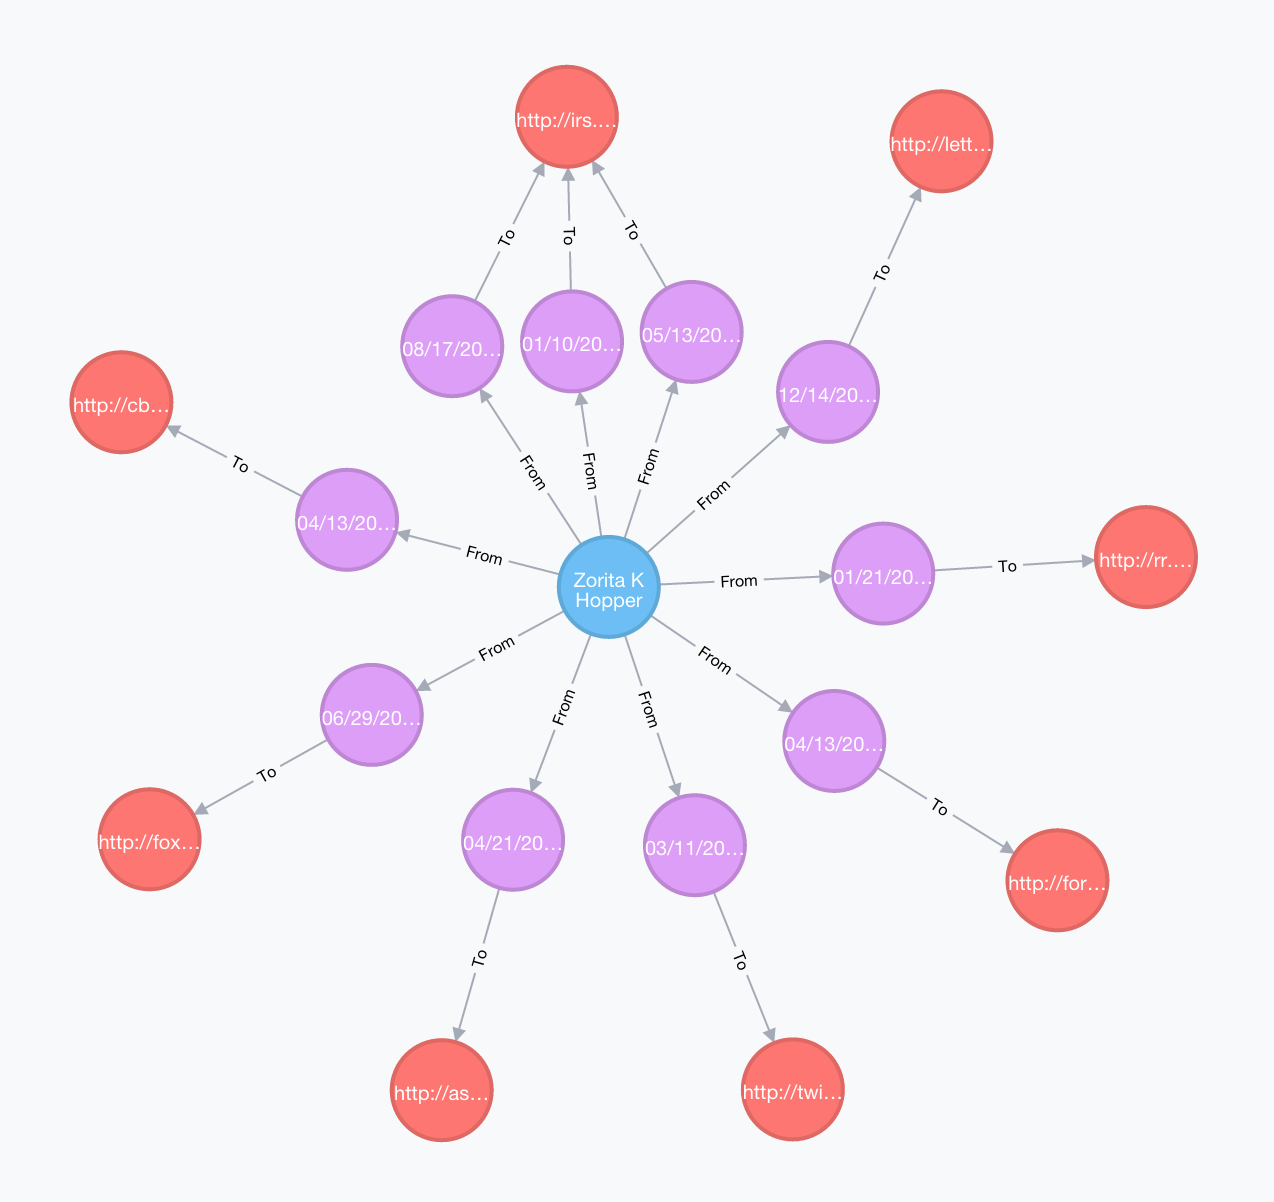 http://irs....
http://lett...
To
To
To
To
08/17/20...
01/10/20...
05/13/20...
12/14/20...
http://cb...
To
From
From
From
From
04/13/20...
From
Zorita K
Hopper
From
01/21/20...
To
http://rr....
From
From
06/29/20...
From
From
04/13/20...
To
To
http://fox...
04/21/20...
03/11/20...
http://for...
To
To
http://as...
http://twi...